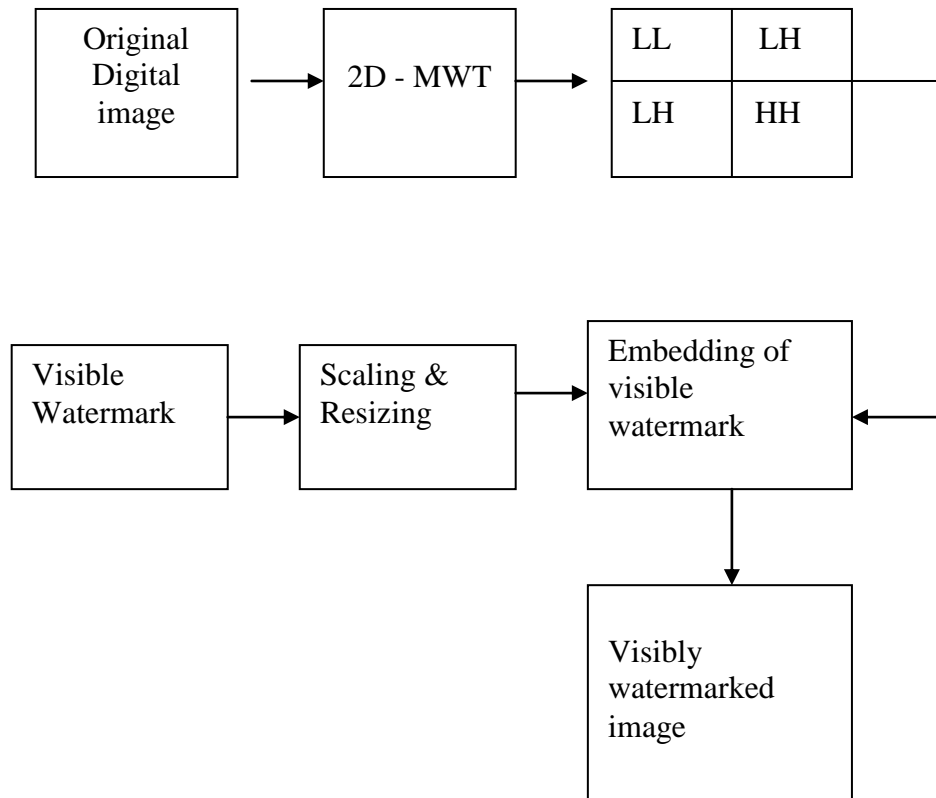 Original
Digital
image
2D - MWT
LL
LH
LH
HH
Visible
Watermark
Scaling &
Resizing
Embedding of
visible
watermark
Visibly
watermarked
image